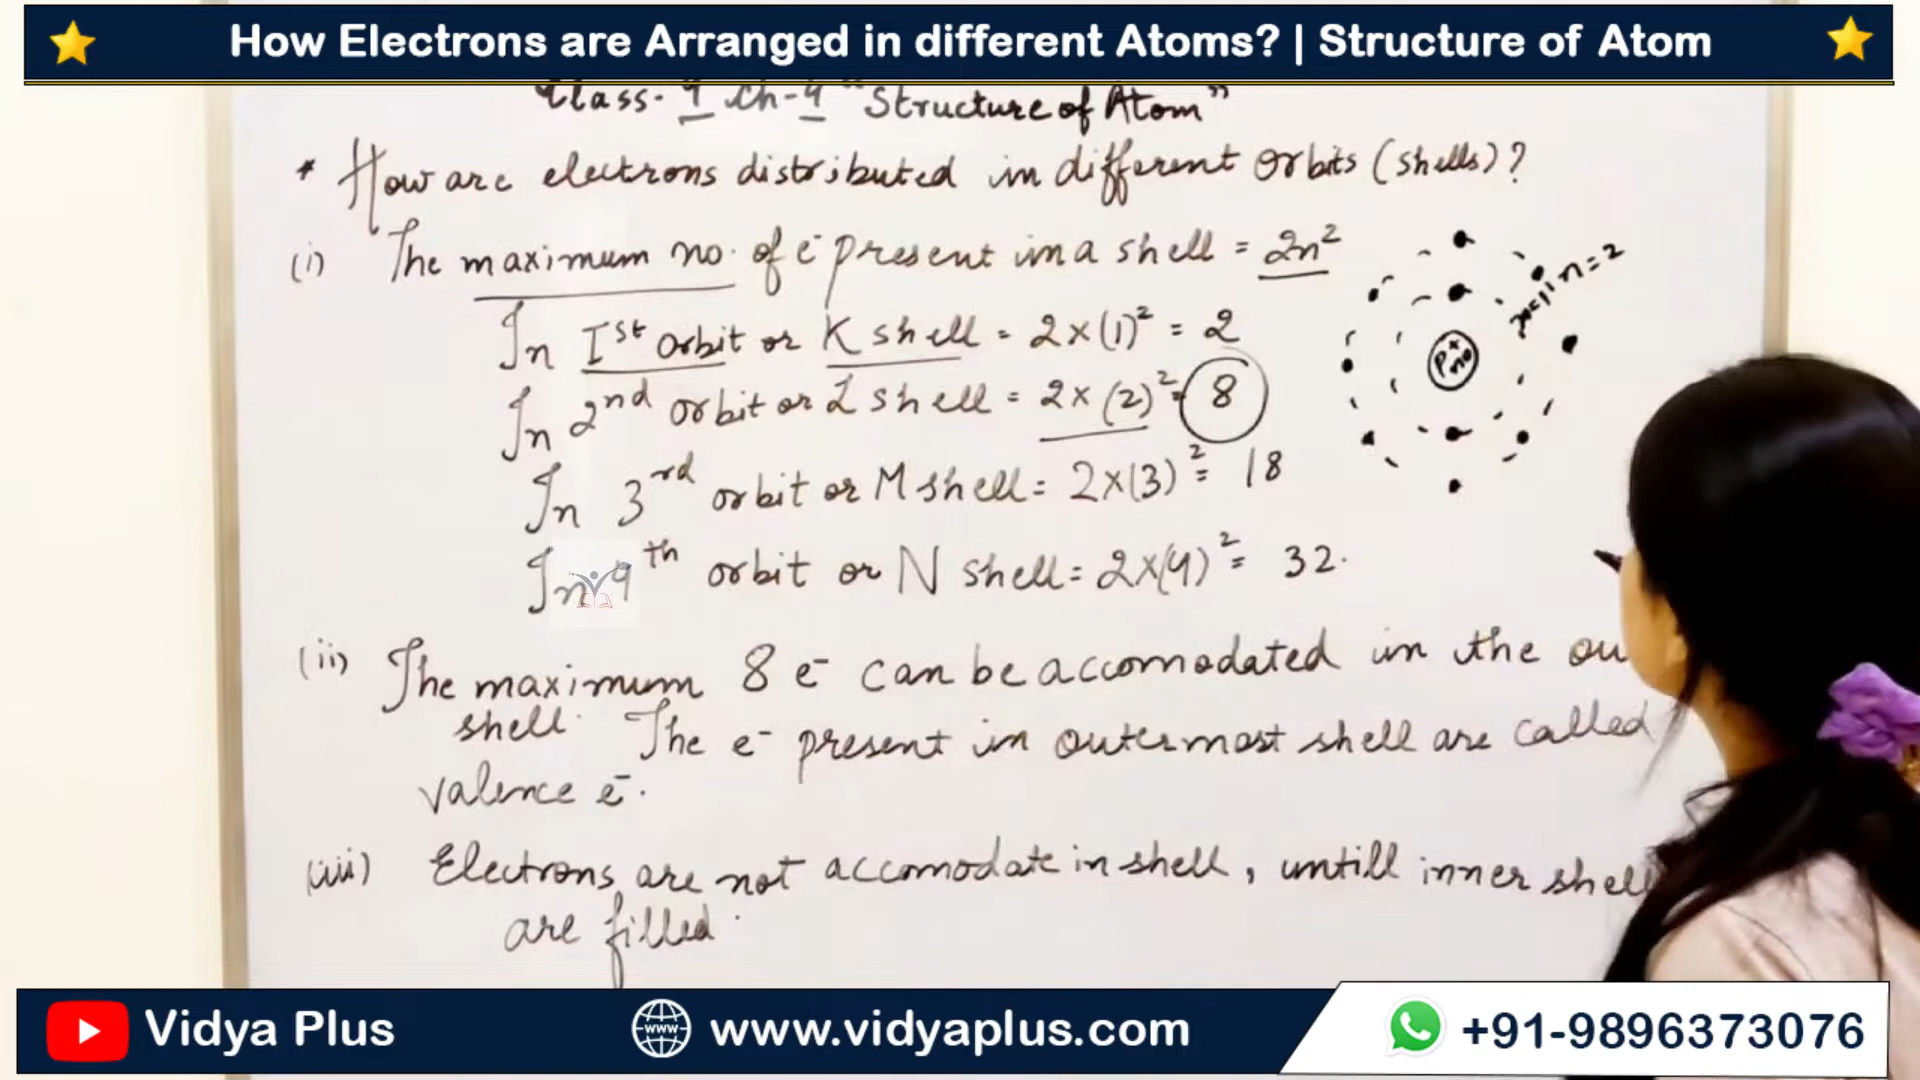 How Electrons are Arranged in different Atoms? | Structure of Atom
Class-9 Ch-4 "Structure of Atom"
* How are electrons distributed in different Orbits (shells)?
(i) The maximum no. of e⁻ present in a shell = 2n²
In Ist orbit or K shell = 2×(1)² = 2
In 2nd orbit or L shell = 2×(2)² = 8
In 3rd orbit or M shell = 2×(3)² = 18
In 4th orbit or N shell = 2×(4)² = 32.
n=2
(ii) The maximum 8 e⁻ can be accomodated in the
shell. The e⁻ present in outermost shell are called
valence e⁻.
(iii) Electrons are not accomodate in shell, untill inner shell
are filled.
Vidya Plus
www.vidyaplus.com
+91-9896373076